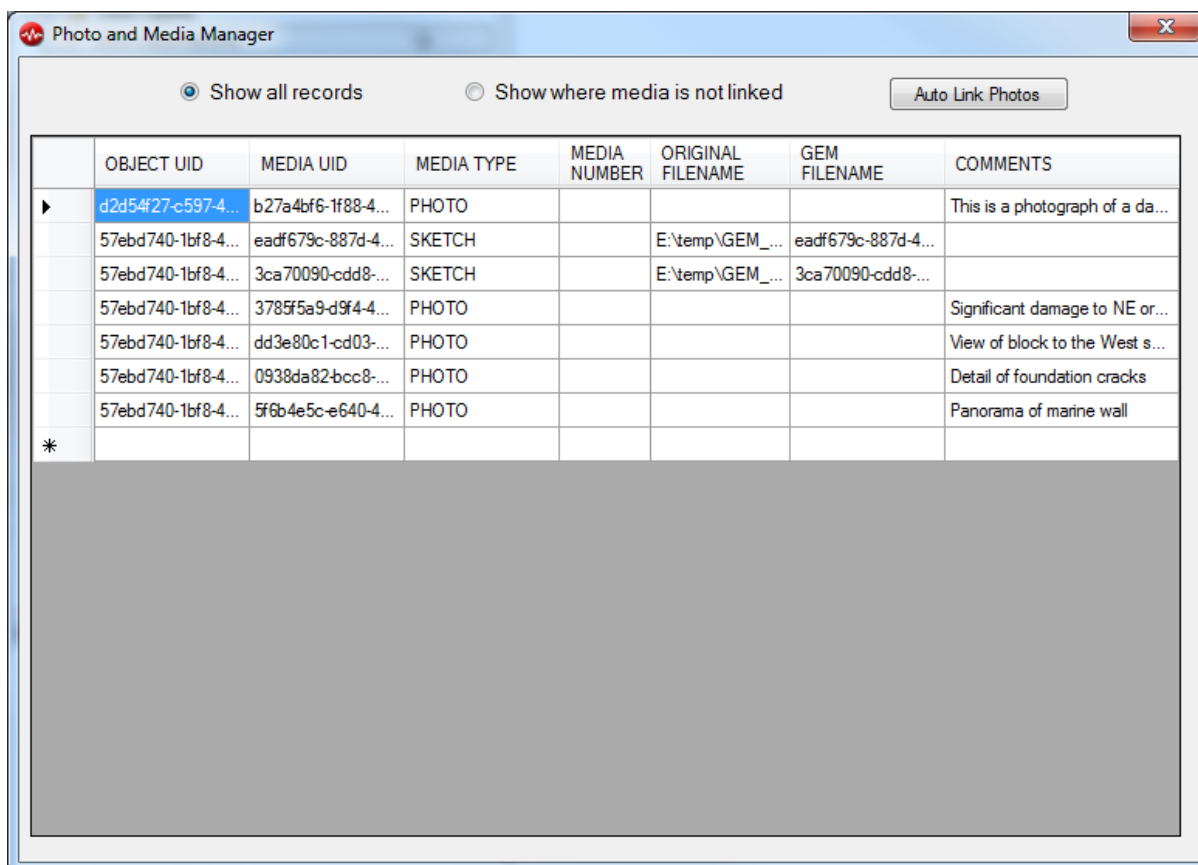 Photo and Media Manager
Show all records Show where media is not linked Auto Link Photos
OBJECT UID MEDIA UID MEDIA TYPE MEDIA NUMBER ORIGINAL FILENAME GEM FILENAME COMMENTS
d2d54f27-c597-4... b27a4bf6-1f88-4... PHOTO This is a photograph of a da...
57ebd740-1bf8-4... eadf679c-887d-4... SKETCH E:\temp\GEM_... eadf679c-887d-4...
57ebd740-1bf8-4... 3ca70090-cdd8-... SKETCH E:\temp\GEM_... 3ca70090-cdd8-...
57ebd740-1bf8-4... 3785f5a9-d9f4-4... PHOTO Significant damage to NE or...
57ebd740-1bf8-4... dd3e80c1-cd03-... PHOTO View of block to the West s...
57ebd740-1bf8-4... 0938da82-bcc8-... PHOTO Detail of foundation cracks
57ebd740-1bf8-4... 5f6b4e5c-e640-4... PHOTO Panorama of marine wall